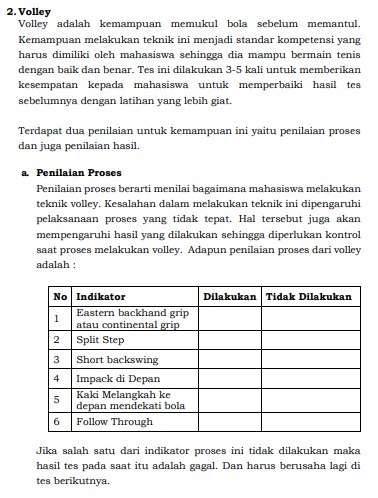 2. Volley
Volley adalah kemampuan memukul bola sebelum memantul.
Kemampuan melakukan teknik ini menjadi standar kompetensi yang
harus dimiliki oleh mahasiswa sehingga dia mampu bermain tenis
dengan baik dan benar. Tes ini dilakukan 3-5 kali untuk memberikan
kesempatan kepada mahasiswa untuk memperbaiki hasil tes
sebelumnya dengan latihan yang lebih giat.
Terdapat dua penilaian untuk kemampuan ini yaitu penilaian proses
dan juga penilaian hasil.
a. Penilaian Proses
Penilaian proses berarti menilai bagaimana mahasiswa melakukan
teknik volley. Kesalahan dalam melakukan teknik ini dipengaruhi
pelaksanaan proses yang tidak tepat. Hal tersebut juga akan
mempengaruhi hasil yang dilakukan sehingga diperlukan kontrol
saat proses melakukan volley. Adapun penilaian proses dari volley
adalah :
No Indikator Dilakukan Tidak Dilakukan
1 Eastern backhand grip
atau continental grip
2 Split Step
3 Short backswing
4 Impack di Depan
5 Kaki Melangkah ke
depan mendekati bola
6 Follow Through
Jika salah satu dari indikator proses ini tidak dilakukan maka
hasil tes pada saat itu adalah gagal. Dan harus berusaha lagi di
tes berikutnya.